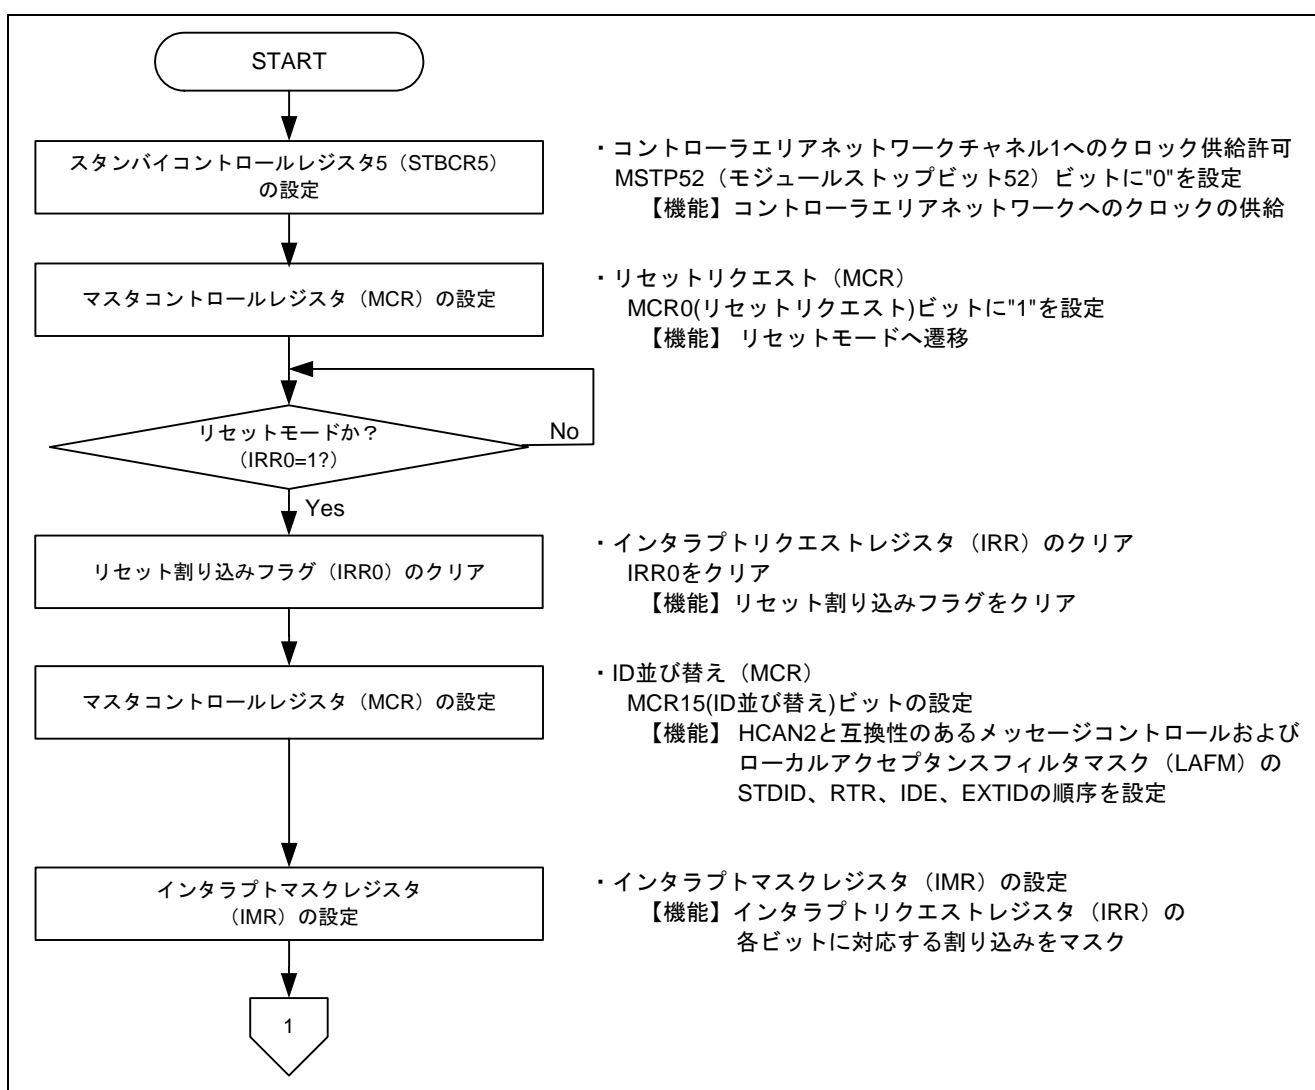 START
スタンバイコントロールレジスタ5（STBCR5）
の設定
・コントローラエリアネットワークチャネル1へのクロック供給許可
MSTP52（モジュールストップビット52）ビットに"0"を設定
【機能】コントローラエリアネットワークへのクロックの供給
マスタコントロールレジスタ（MCR）の設定
・リセットリクエスト（MCR）
MCR0(リセットリクエスト)ビットに"1"を設定
【機能】 リセットモードへ遷移
リセットモードか？
（IRR0=1?）
No
Yes
リセット割り込みフラグ（IRR0）のクリア
・インタラプトリクエストレジスタ（IRR）のクリア
IRR0をクリア
【機能】リセット割り込みフラグをクリア
マスタコントロールレジスタ（MCR）の設定
・ID並び替え（MCR）
MCR15(ID並び替え)ビットの設定
【機能】 HCAN2と互換性のあるメッセージコントロールおよび
ローカルアクセプタンスフィルタマスク（LAFM）の
STDID、RTR、IDE、EXTIDの順序を設定
インタラプトマスクレジスタ
（IMR）の設定
・インタラプトマスクレジスタ（IMR）の設定
【機能】インタラプトリクエストレジスタ（IRR）の
各ビットに対応する割り込みをマスク
1